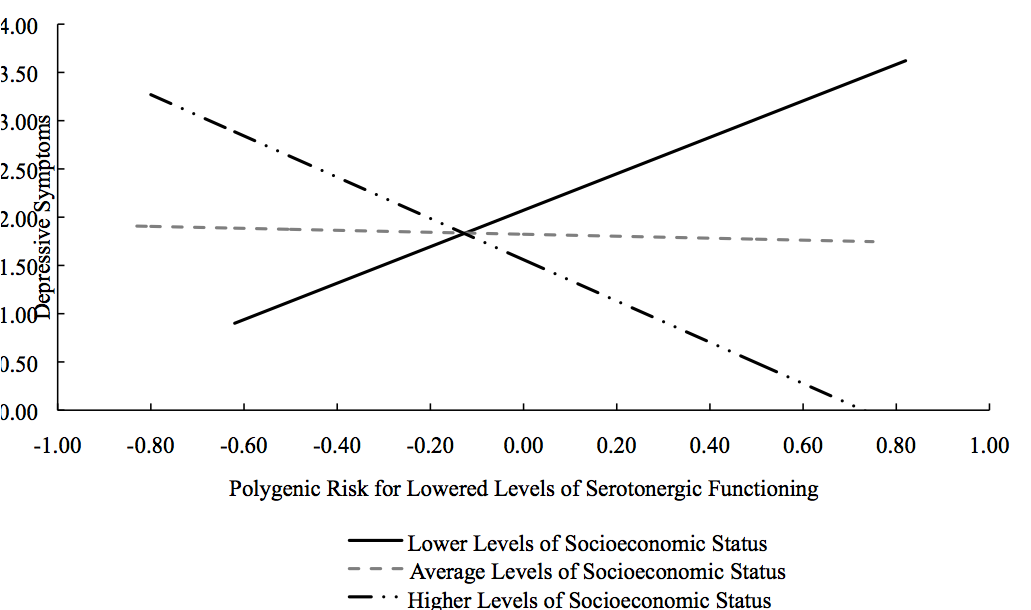 4.00
3.50
3.00
2.50
2.00
1.50
1.00
0.50
0.00
Depressive Symptoms
-1.00 -0.80 -0.60 -0.40 -0.20 0.00 0.20 0.40 0.60 0.80 1.00
Polygenic Risk for Lowered Levels of Serotonergic Functioning
Lower Levels of Socioeconomic Status
Average Levels of Socioeconomic Status
Higher Levels of Socioeconomic Status